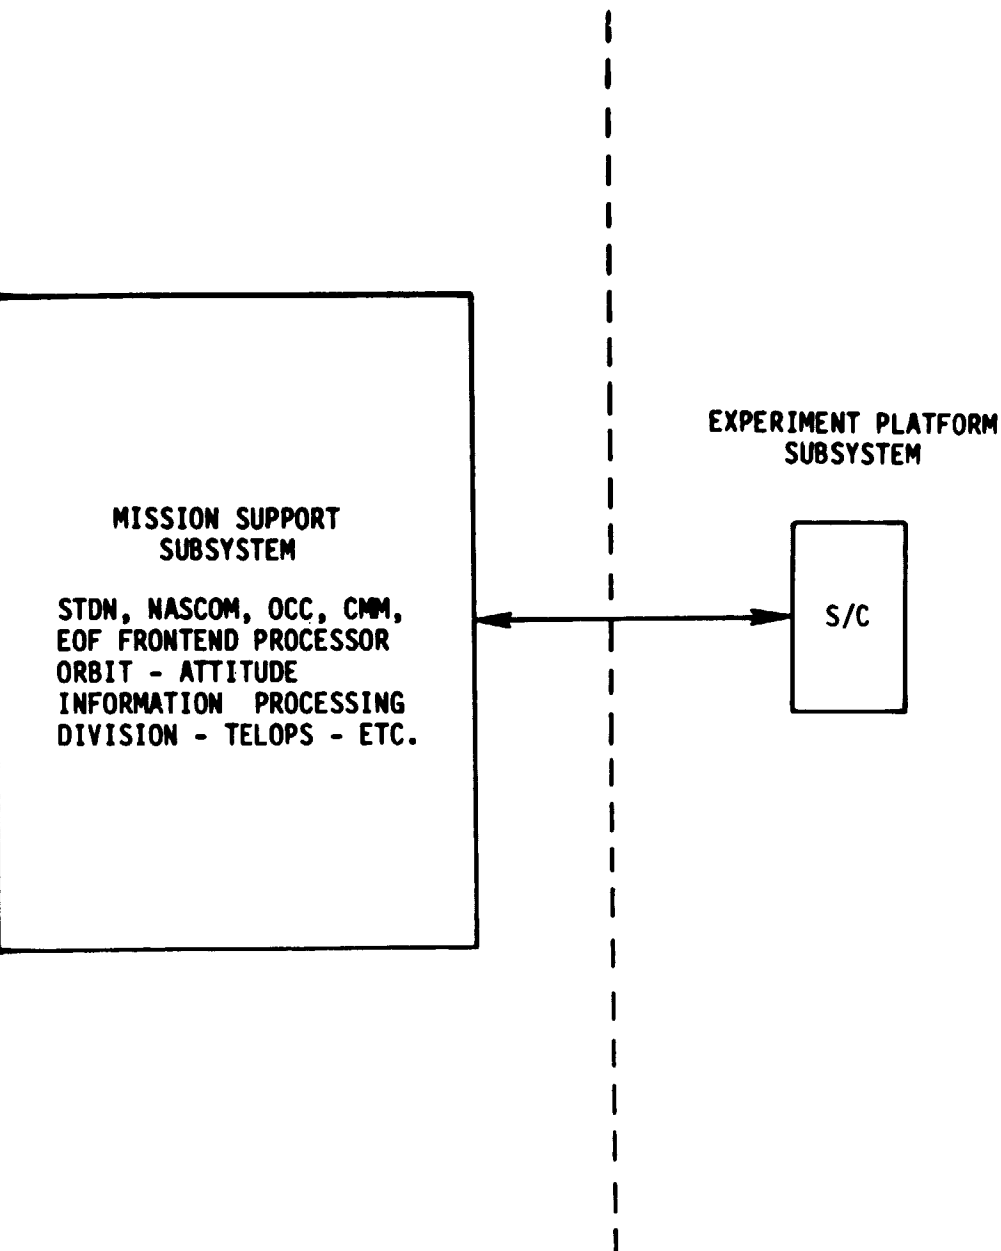 EXPERIMENT PLATFORM
SUBSYSTEM
MISSION SUPPORT
SUBSYSTEM
STDN, NASCOM, OCC, CMM,
EOF FRONTEND PROCESSOR
ORBIT - ATTITUDE
INFORMATION PROCESSING
DIVISION - TELOPS - ETC.
S/C